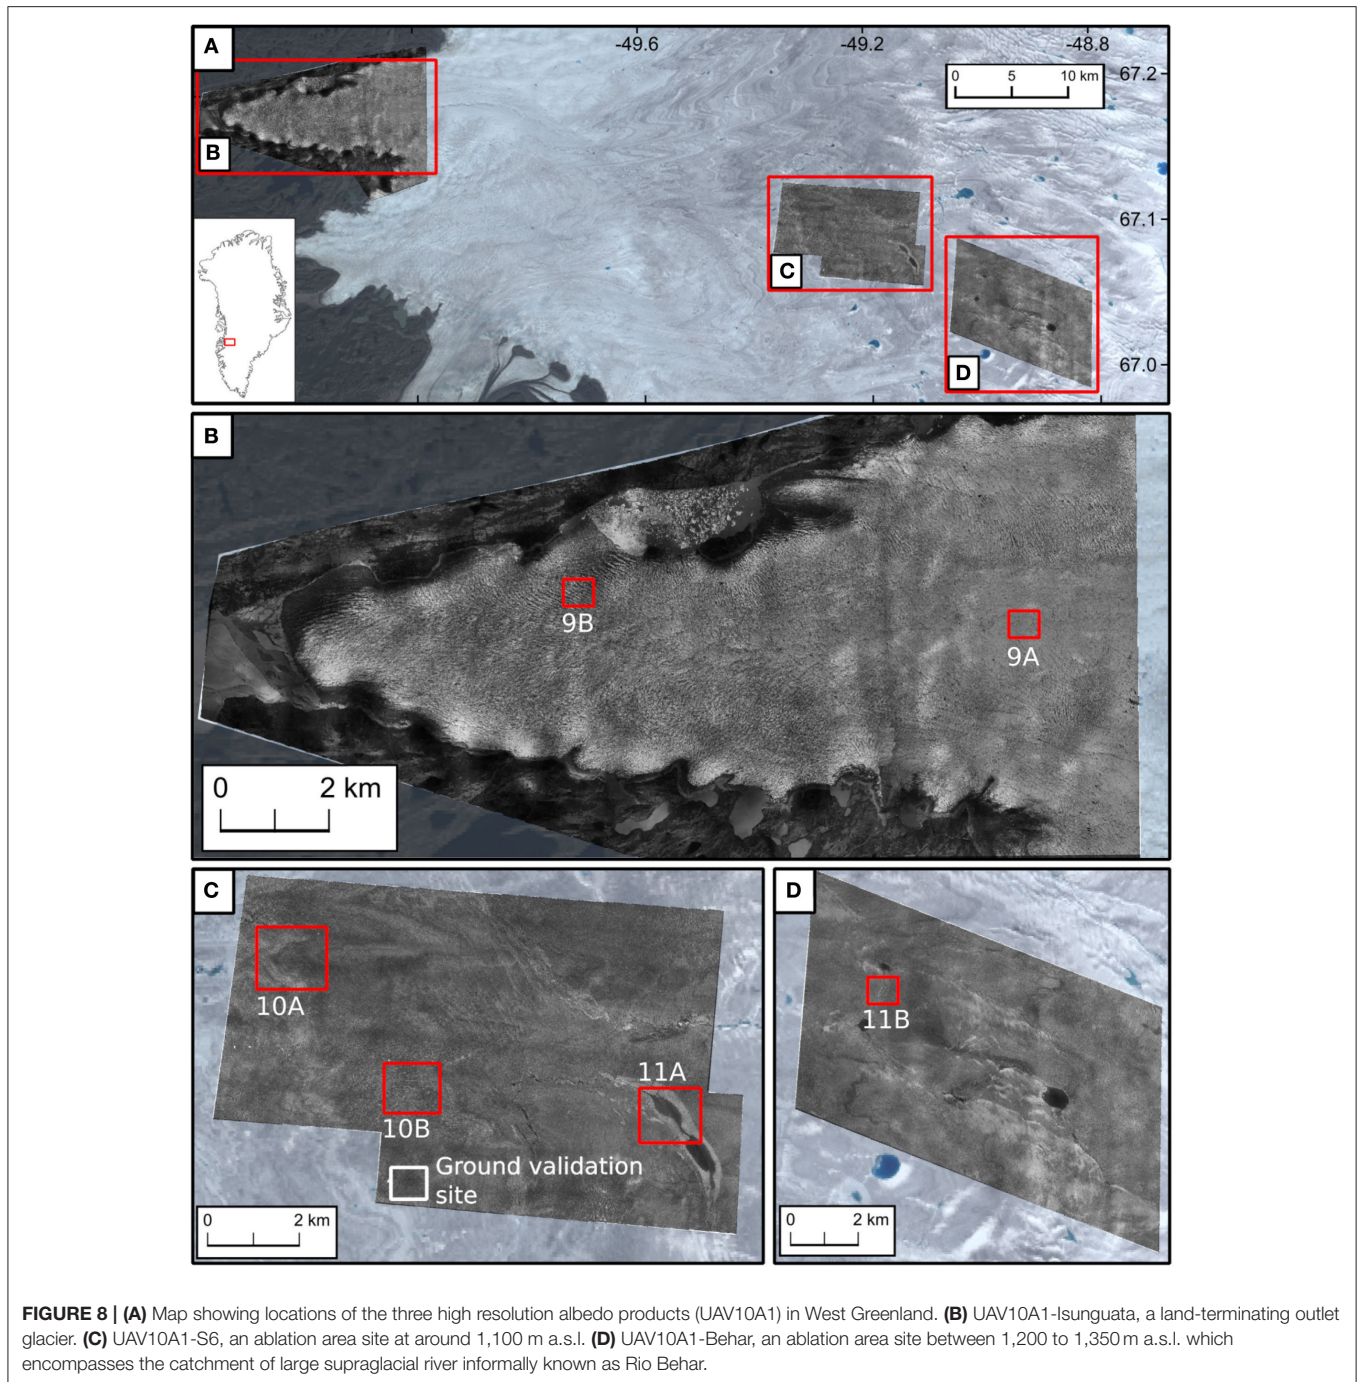 A
-49.6
-49.2
-48.8
0 5 10 km
67.2
B
67.1
C
67.0
D
B
9B
9A
0 2 km
C
10A
11A
10B
Ground validation
site
0 2 km
D
11B
0 2 km
FIGURE 8 | (A) Map showing locations of the three high resolution albedo products (UAV10A1) in West Greenland. (B) UAV10A1-Isunguata, a land-terminating outlet
glacier. (C) UAV10A1-S6, an ablation area site at around 1,100 m a.s.l. (D) UAV10A1-Behar, an ablation area site between 1,200 to 1,350 m a.s.l. which
encompasses the catchment of large supraglacial river informally known as Rio Behar.